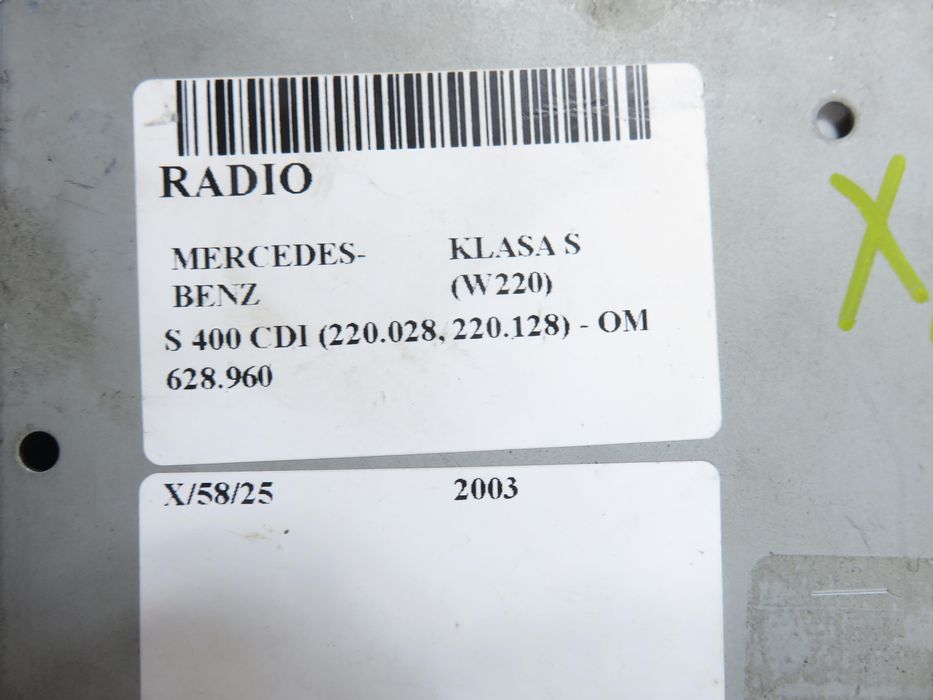 RADIO
MERCEDES-BENZ KLASA S (W220)
S 400 CDI (220.028, 220.128) - OM
628.960
X/58/25 2003
X